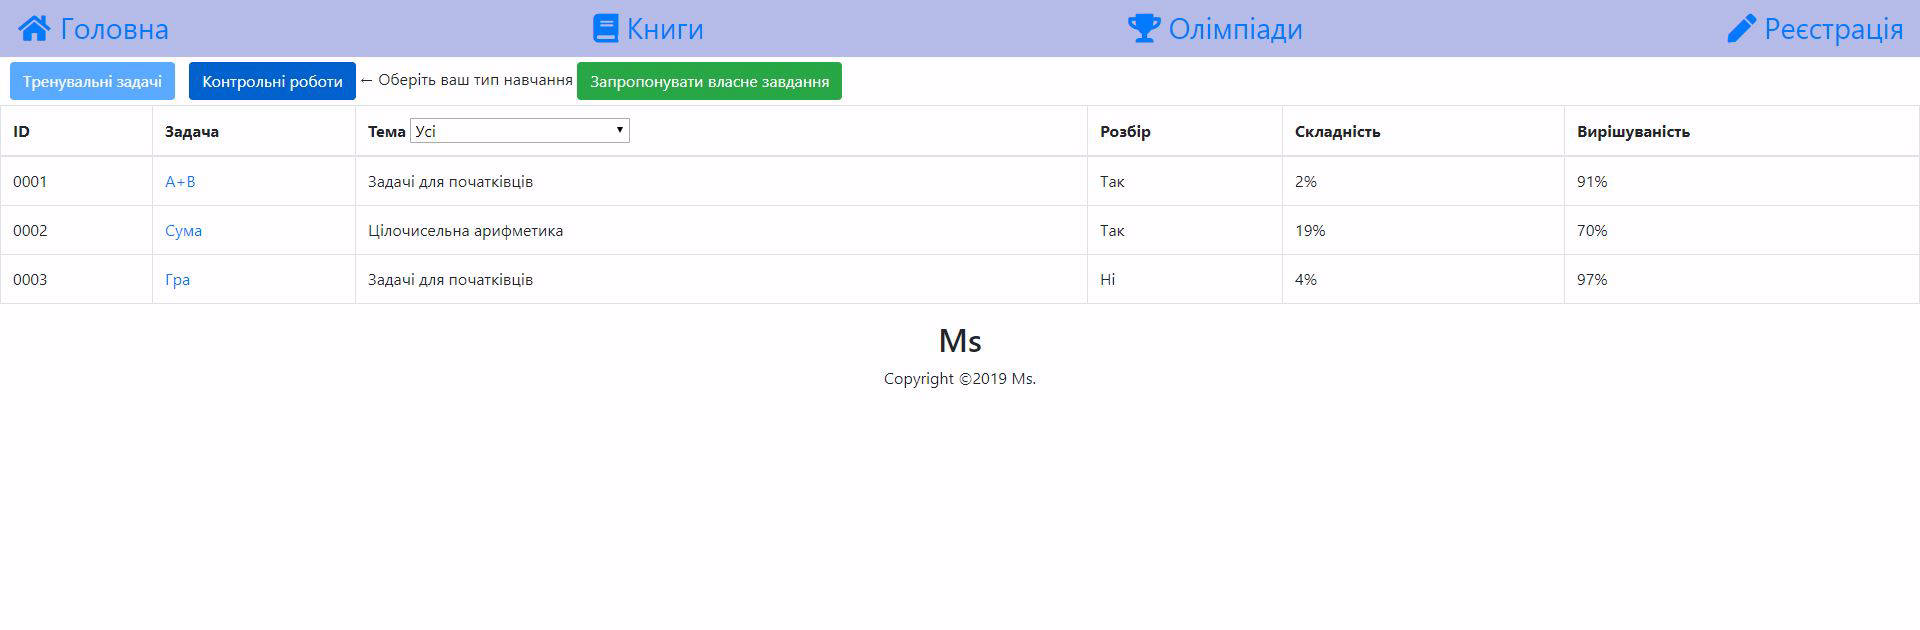 Головна Книги Олімпіади Реєстрація
Тренувальні задачі Контрольні роботи ← Оберіть ваш тип навчання Запропонувати власне завдання
ID Задача Тема Усі Розбір Складність Вирішуваність
0001 A+B Задачі для початківців Так 2% 91%
0002 Сума Цілочисельна арифметика Так 19% 70%
0003 Гра Задачі для початківців Ні 4% 97%
Ms
Copyright ©2019 Ms.